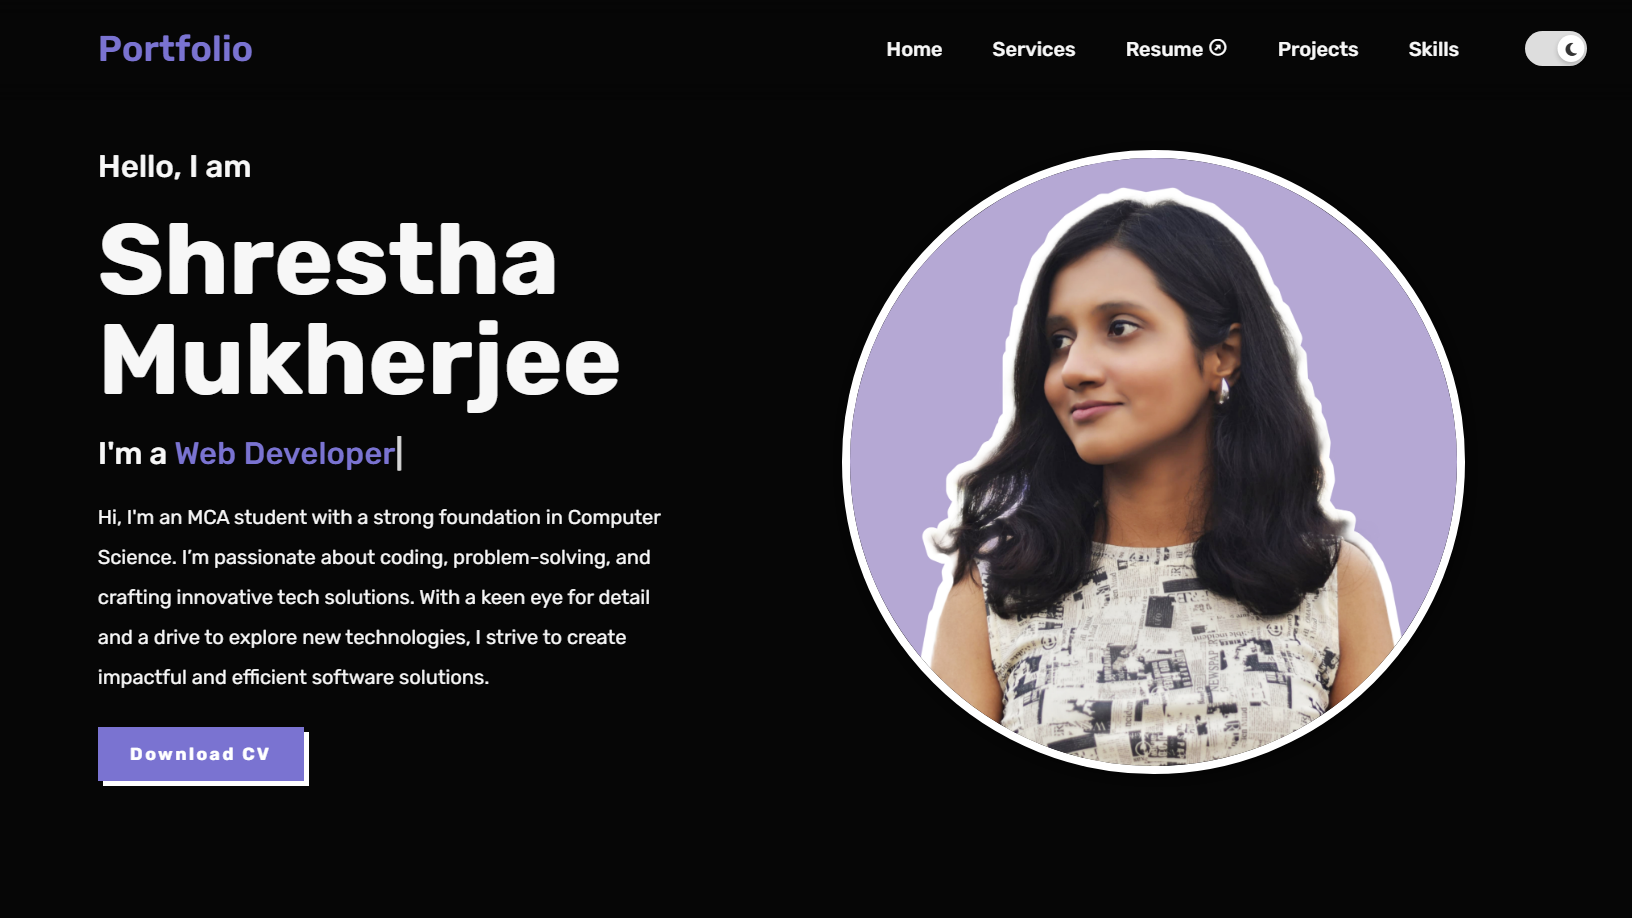 Portfolio
Home
Services
Resume
Projects
Skills
Hello, I am
Shrestha
Mukherjee
I'm a Web Developer
Hi, I'm an MCA student with a strong foundation in Computer
Science. I’m passionate about coding, problem-solving, and
crafting innovative tech solutions. With a keen eye for detail
and a drive to explore new technologies, I strive to create
impactful and efficient software solutions.
Download CV